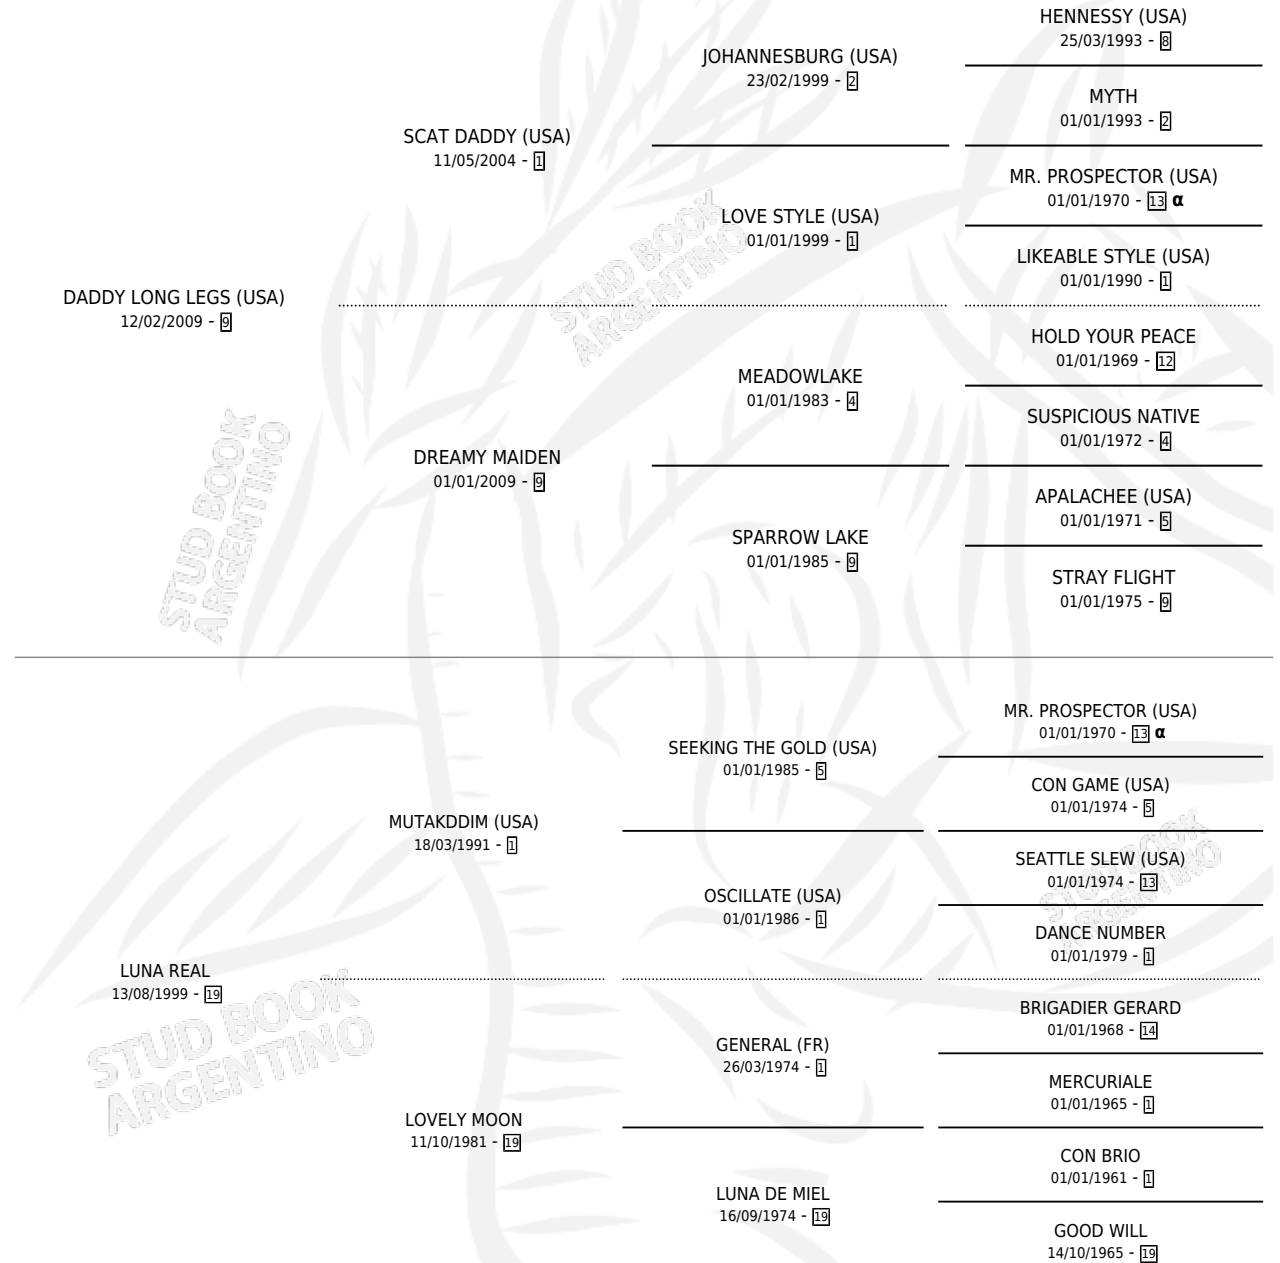 HENNESSY (USA)
25/03/1993 - 8
JOHANNESBURG (USA)
23/02/1999 - 2
MYTH
01/01/1993 - 2
SCAT DADDY (USA)
11/05/2004 - 1
MR. PROSPECTOR (USA)
01/01/1970 - 13 α
LOVE STYLE (USA)
01/01/1999 - 1
LIKEABLE STYLE (USA)
01/01/1990 - 1
DADDY LONG LEGS (USA)
12/02/2009 - 9
HOLD YOUR PEACE
01/01/1969 - 12
MEADOWLAKE
01/01/1983 - 4
SUSPICIOUS NATIVE
01/01/1972 - 4
DREAMY MAIDEN
01/01/2009 - 9
APALACHEE (USA)
01/01/1971 - 5
SPARROW LAKE
01/01/1985 - 9
STRAY FLIGHT
01/01/1975 - 9
MR. PROSPECTOR (USA)
01/01/1970 - 13 α
SEEKING THE GOLD (USA)
01/01/1985 - 5
CON GAME (USA)
01/01/1974 - 5
MUTAKDDIM (USA)
18/03/1991 - 1
SEATTLE SLEW (USA)
01/01/1974 - 13
OSCILLATE (USA)
01/01/1986 - 1
DANCE NUMBER
01/01/1979 - 1
LUNA REAL
13/08/1999 - 19
BRIGADIER GERARD
01/01/1968 - 14
GENERAL (FR)
26/03/1974 - 1
MERCURIALE
01/01/1965 - 1
LOVELY MOON
11/10/1981 - 19
CON BRIO
01/01/1961 - 1
LUNA DE MIEL
16/09/1974 - 19
GOOD WILL
14/10/1965 - 19
STUD BOOK
ARGENTINO
STUD BOOK
ARGENTINO
STUD BOOK
ARGENTINO
STUD BOOK
ARGENTINO